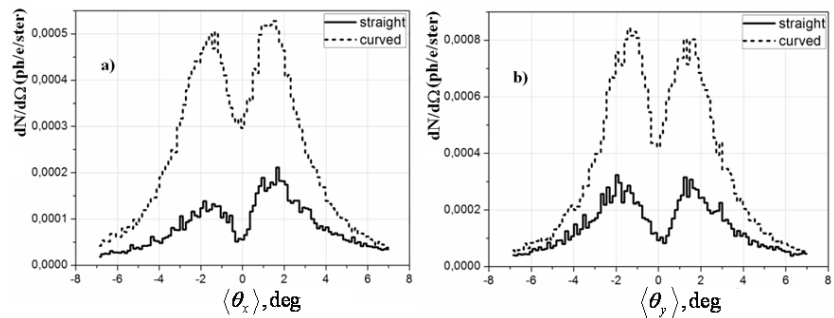 straight
curved
a)
dN/dΩ (ph/e/ster)
0,0005
0,0004
0,0003
0,0002
0,0001
0,0000
-8 -6 -4 -2 0 2 4 6 8
⟨θx⟩, deg
straight
curved
b)
dN/dΩ (ph/e/ster)
0,0008
0,0006
0,0004
0,0002
0,0000
-8 -6 -4 -2 0 2 4 6 8
⟨θy⟩, deg